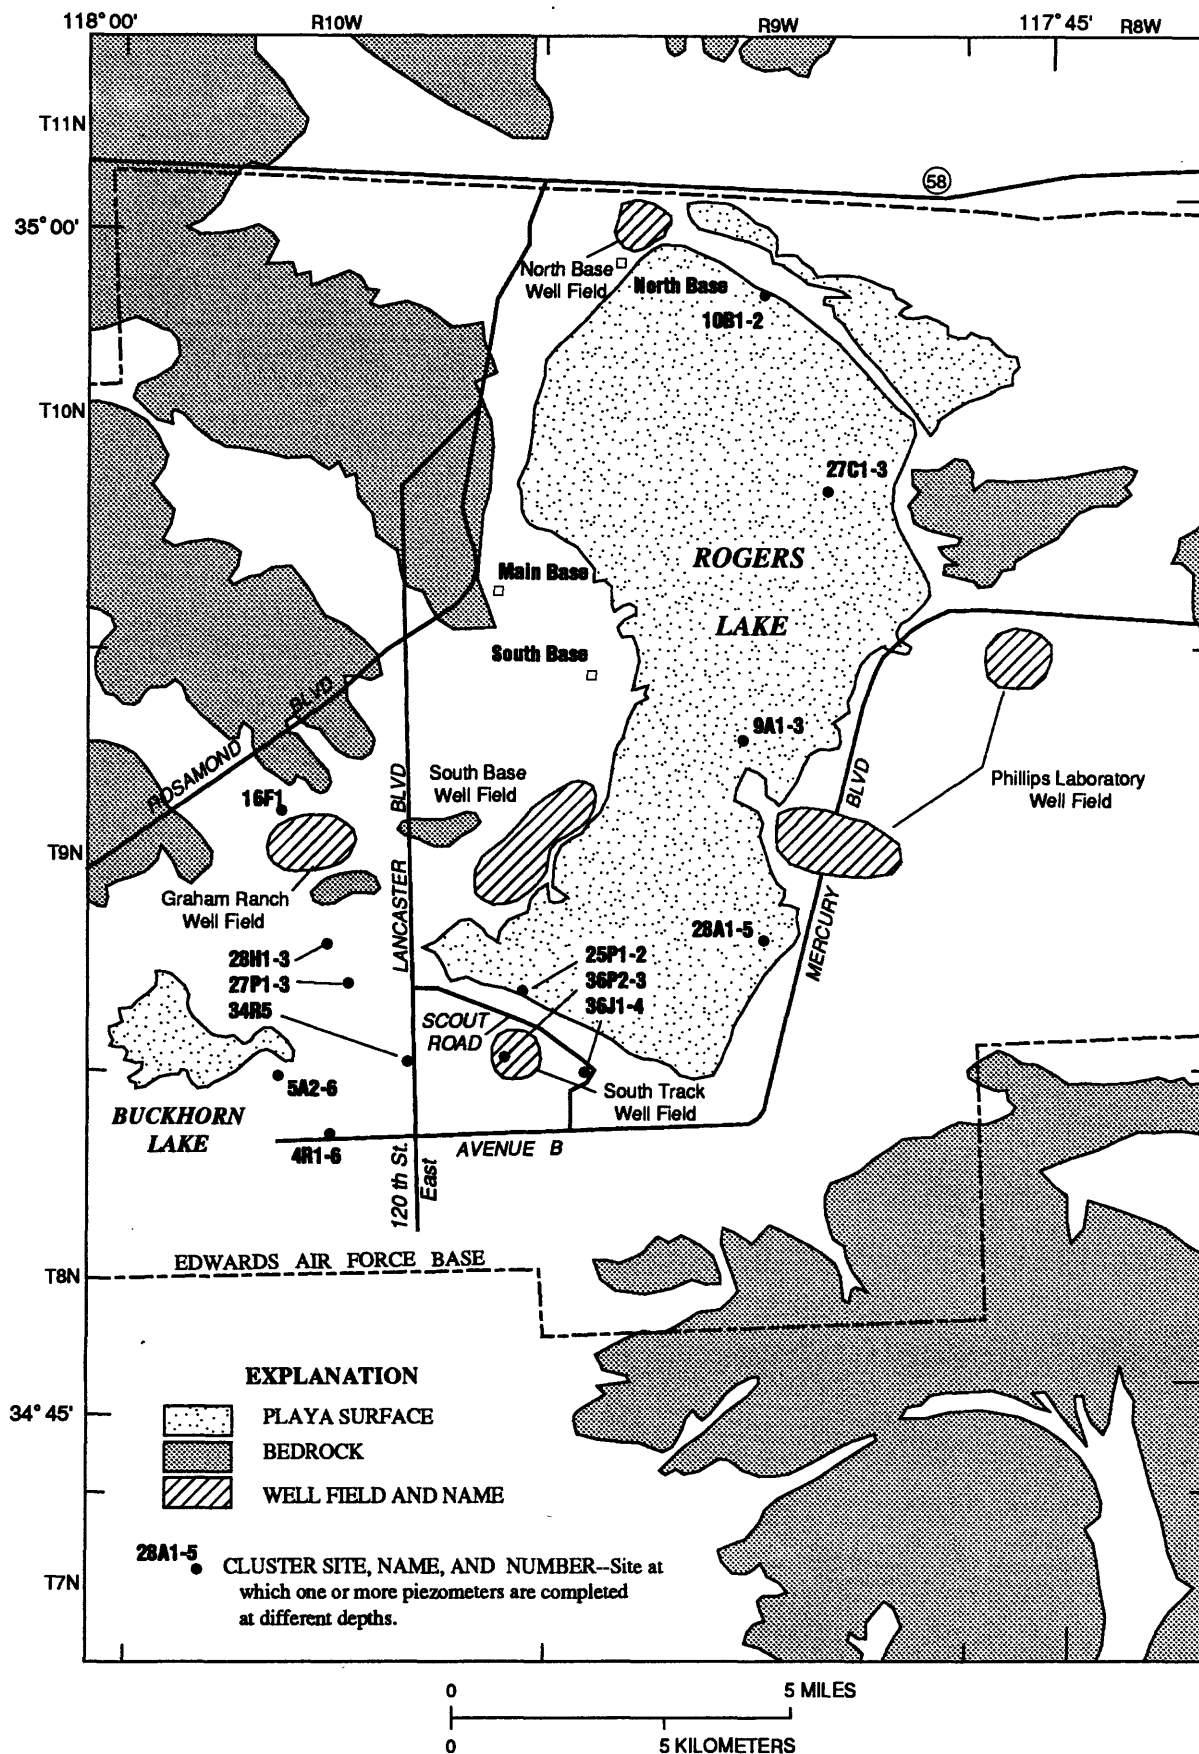 118° 00' R10W R9W 117° 45' R8W
T11N
58
35° 00'
North Base
Well Field
North Base
10B1-2
T10N
27C1-3
ROGERS
LAKE
Main Base
South Base
ROSAMOND BLVD
9A1-3
LANCASTER BLVD
South Base
Well Field
MERCURY BLVD
Phillips Laboratory
Well Field
16F1
T9N
Graham Ranch
Well Field
28A1-5
28H1-3
27P1-3
34R5
25P1-2
36P2-3
36J1-4
SCOUT
ROAD
South Track
Well Field
5A2-6
BUCKHORN
LAKE
4R1-6
AVENUE B
120 th St.
East
EDWARDS AIR FORCE BASE
T8N
EXPLANATION
34° 45'
PLAYA SURFACE
BEDROCK
WELL FIELD AND NAME
28A1-5
CLUSTER SITE, NAME, AND NUMBER--Site at
which one or more piezometers are completed
at different depths.
T7N
0 5 MILES
0 5 KILOMETERS